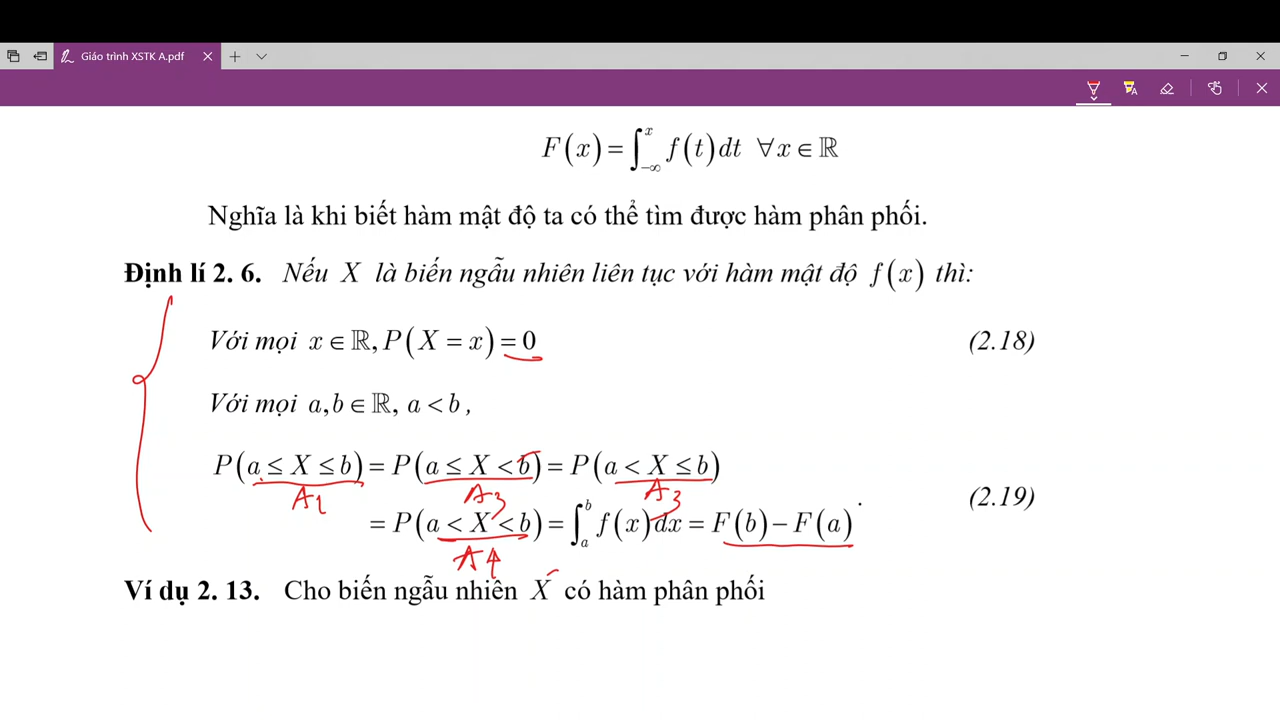 Giáo trình XSTK A.pdf
F(x) = ∫_{-∞}^{x} f(t)dt ∀x ∈ ℝ
Nghĩa là khi biết hàm mật độ ta có thể tìm được hàm phân phối.
Định lí 2. 6. Nếu X là biến ngẫu nhiên liên tục với hàm mật độ f(x) thì:
Với mọi x ∈ ℝ, P(X = x) = 0 (2.18)
Với mọi a,b ∈ ℝ, a < b,
P(a ≤ X ≤ b) = P(a ≤ X < b) = P(a < X ≤ b)
A1 A3 A3
= P(a < X < b) = ∫_{a}^{b} f(x)dx = F(b) − F(a). (2.19)
A4
Ví dụ 2. 13. Cho biến ngẫu nhiên X có hàm phân phối